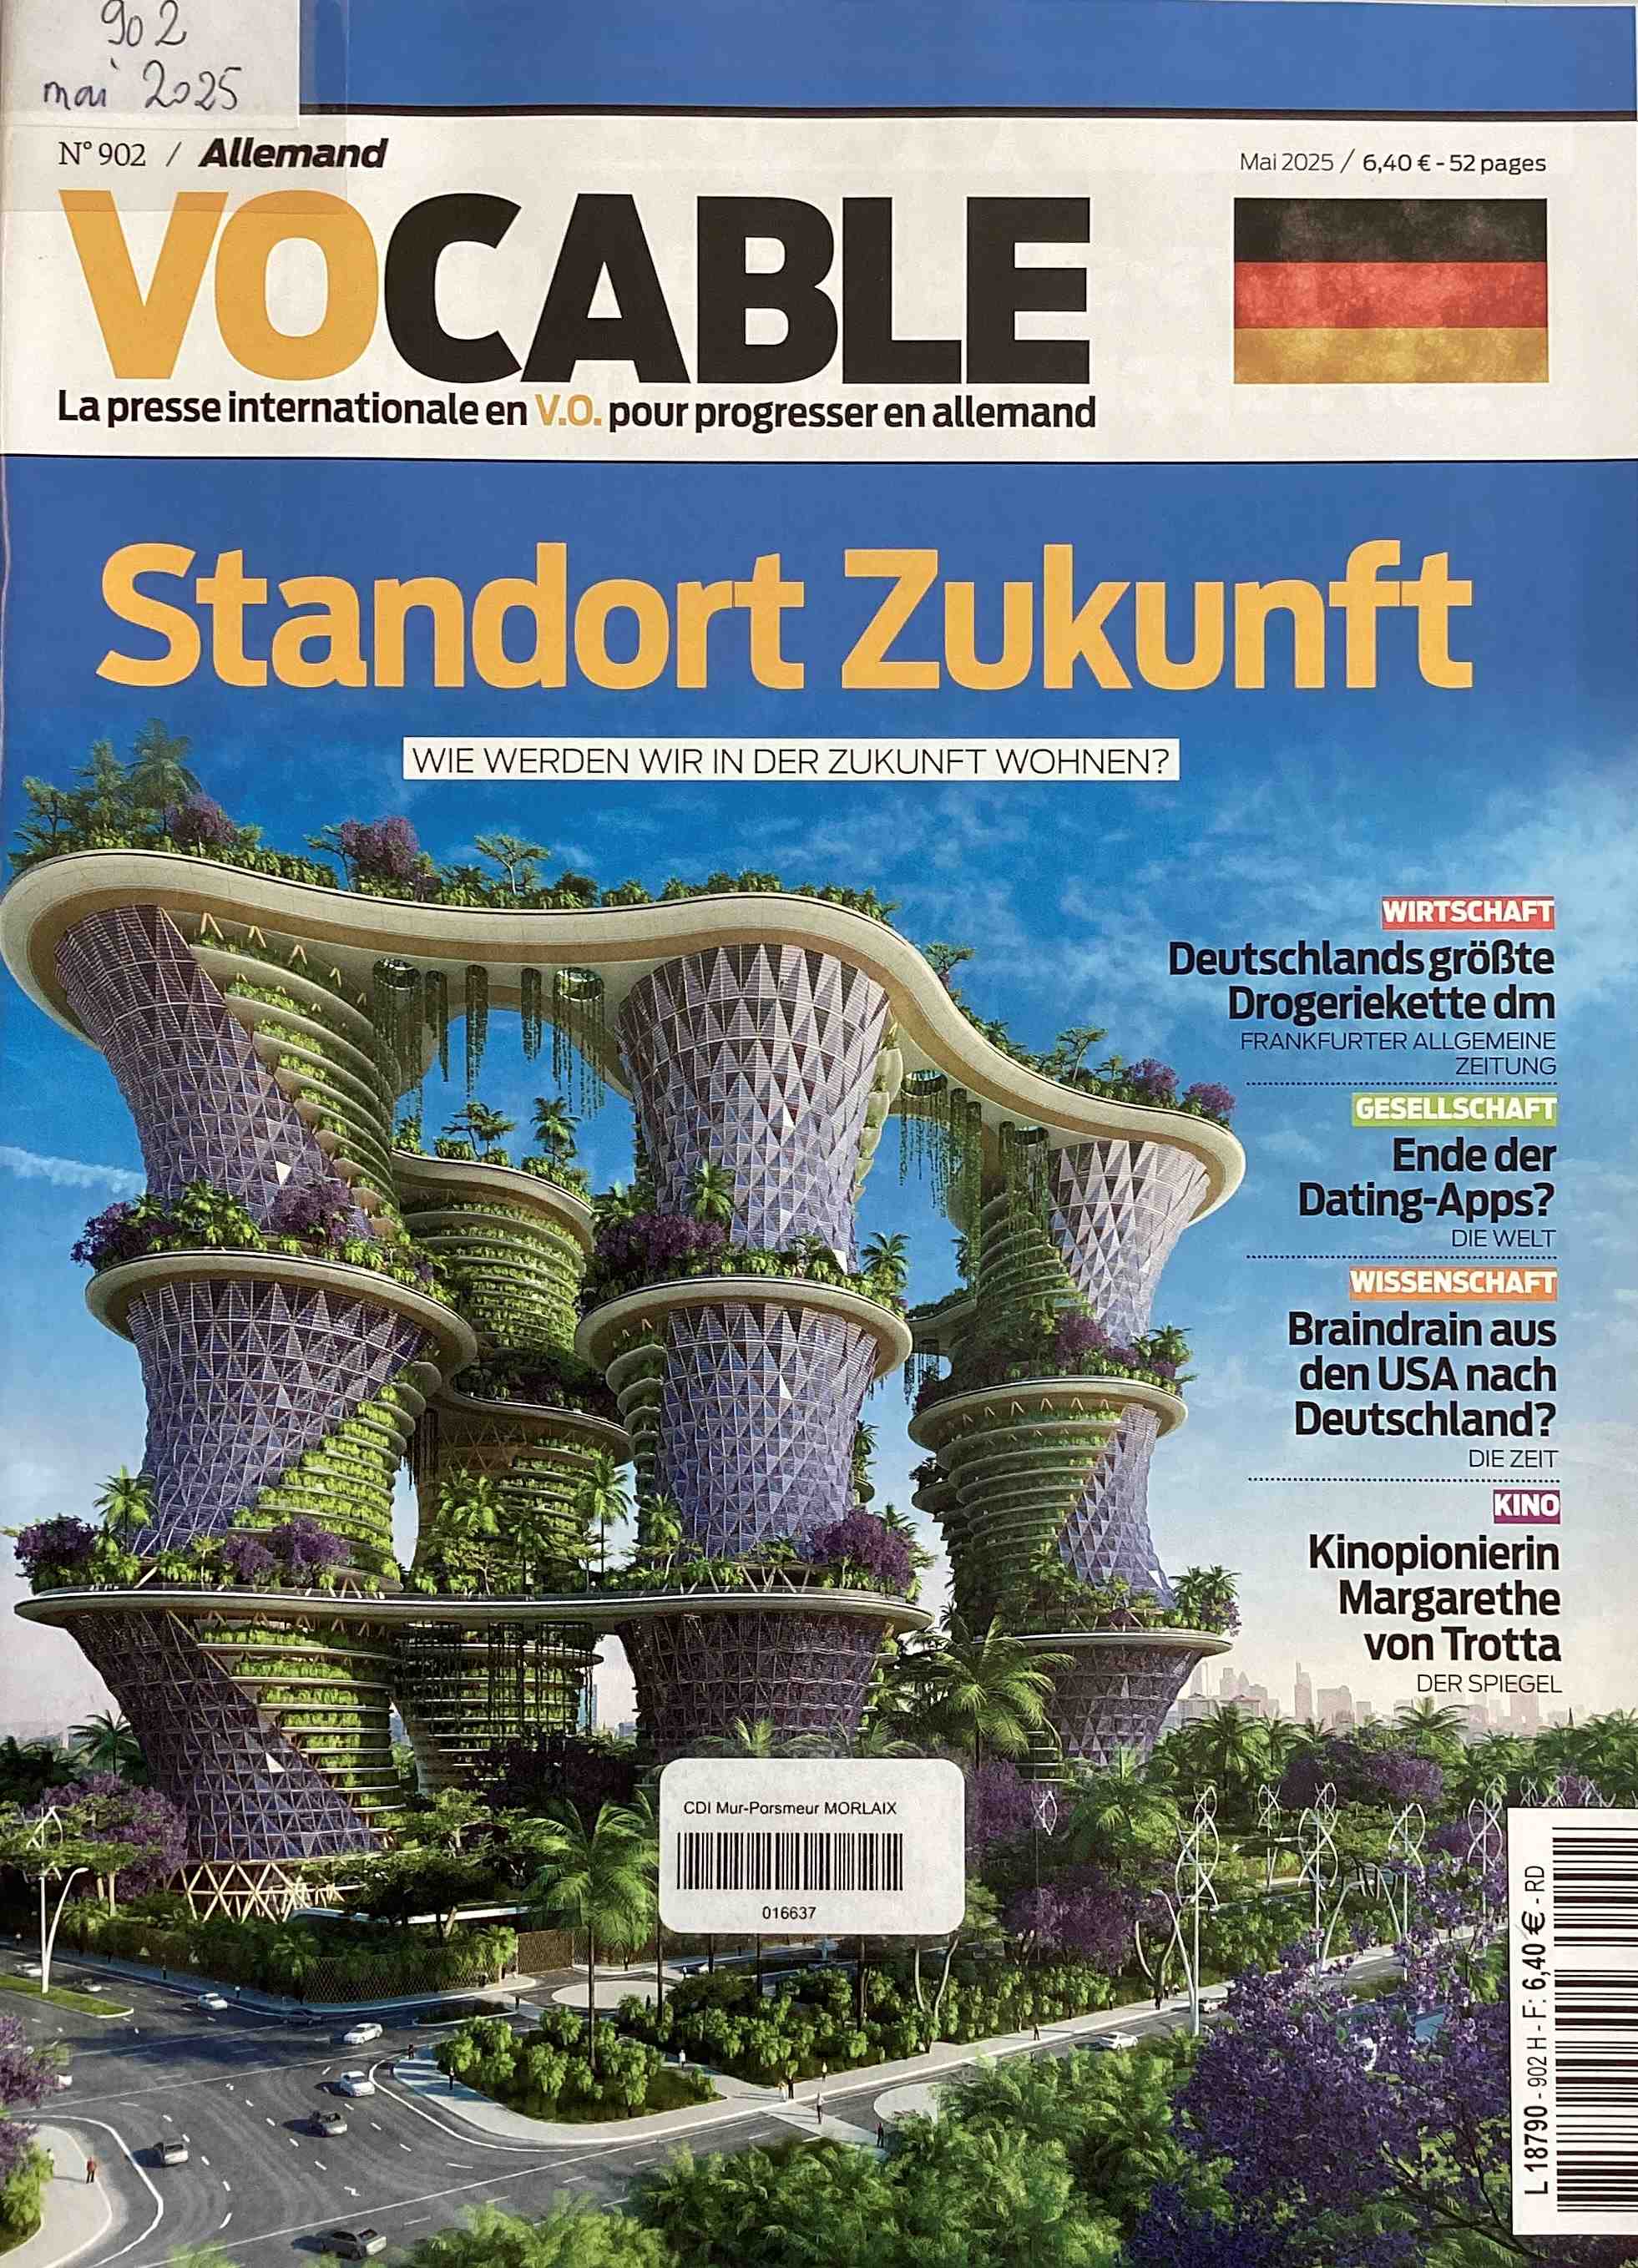 902
mai 2025
N° 902 / Allemand
Mai 2025 / 6,40 € - 52 pages
VOCABLE
La presse internationale en V.O. pour progresser en allemand
Standort Zukunft
WIE WERDEN WIR IN DER ZUKUNFT WOHNEN?
WIRTSCHAFT
Deutschlands größte
Drogeriekette dm
FRANKFURTER ALLGEMEINE
ZEITUNG
GESELLSCHAFT
Ende der
Dating-Apps?
DIE WELT
WISSENSCHAFT
Braindrain aus
den USA nach
Deutschland?
DIE ZEIT
KINO
Kinopionierin
Margarethe
von Trotta
DER SPIEGEL
CDI Mur-Porsmeur MORLAIX
016637
L 18790 - 902 H - F: 6,40 € - RD